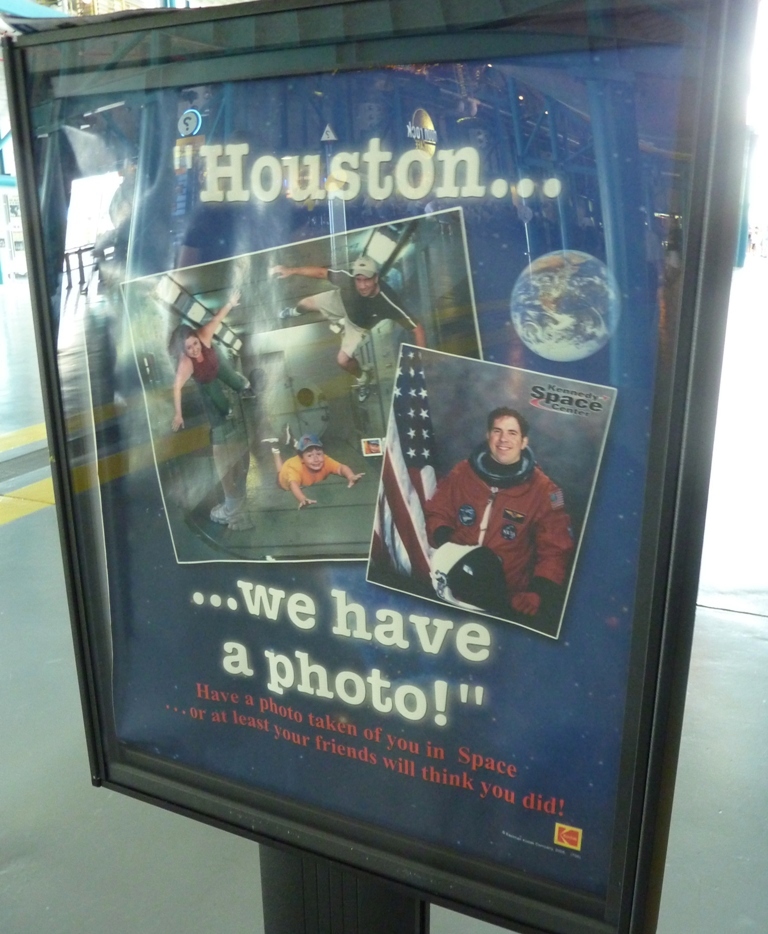 "Houston...
Kennedy
Space
Center
...we have
a photo!"
Have a photo taken of you in Space
...or at least your friends will think you did!